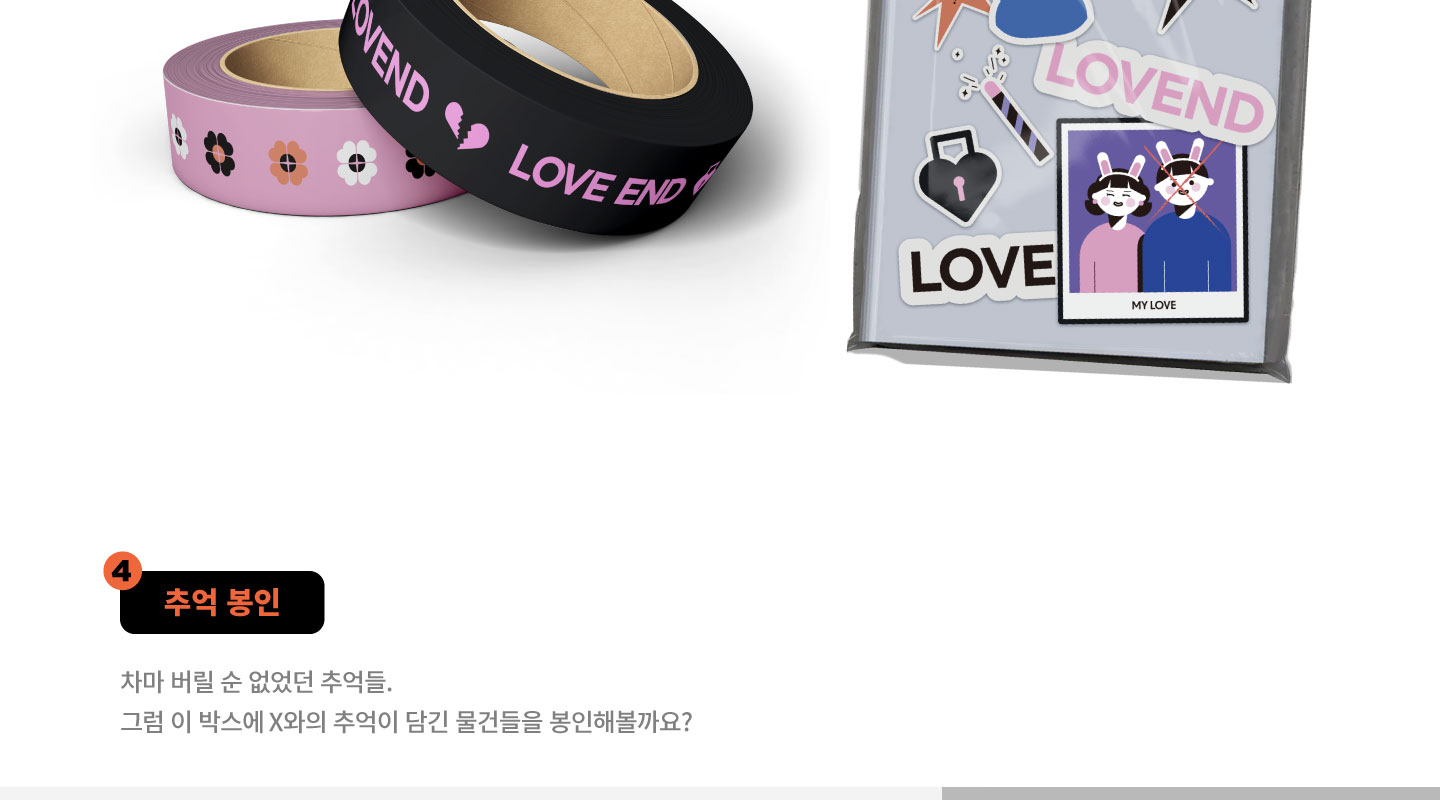 LOVEND
LOVE END
LOVEND
LOVE
MY LOVE
4
추억 봉인
차마 버릴 순 없었던 추억들.
그럼 이 박스에 X와의 추억이 담긴 물건들을 봉인해볼까요?